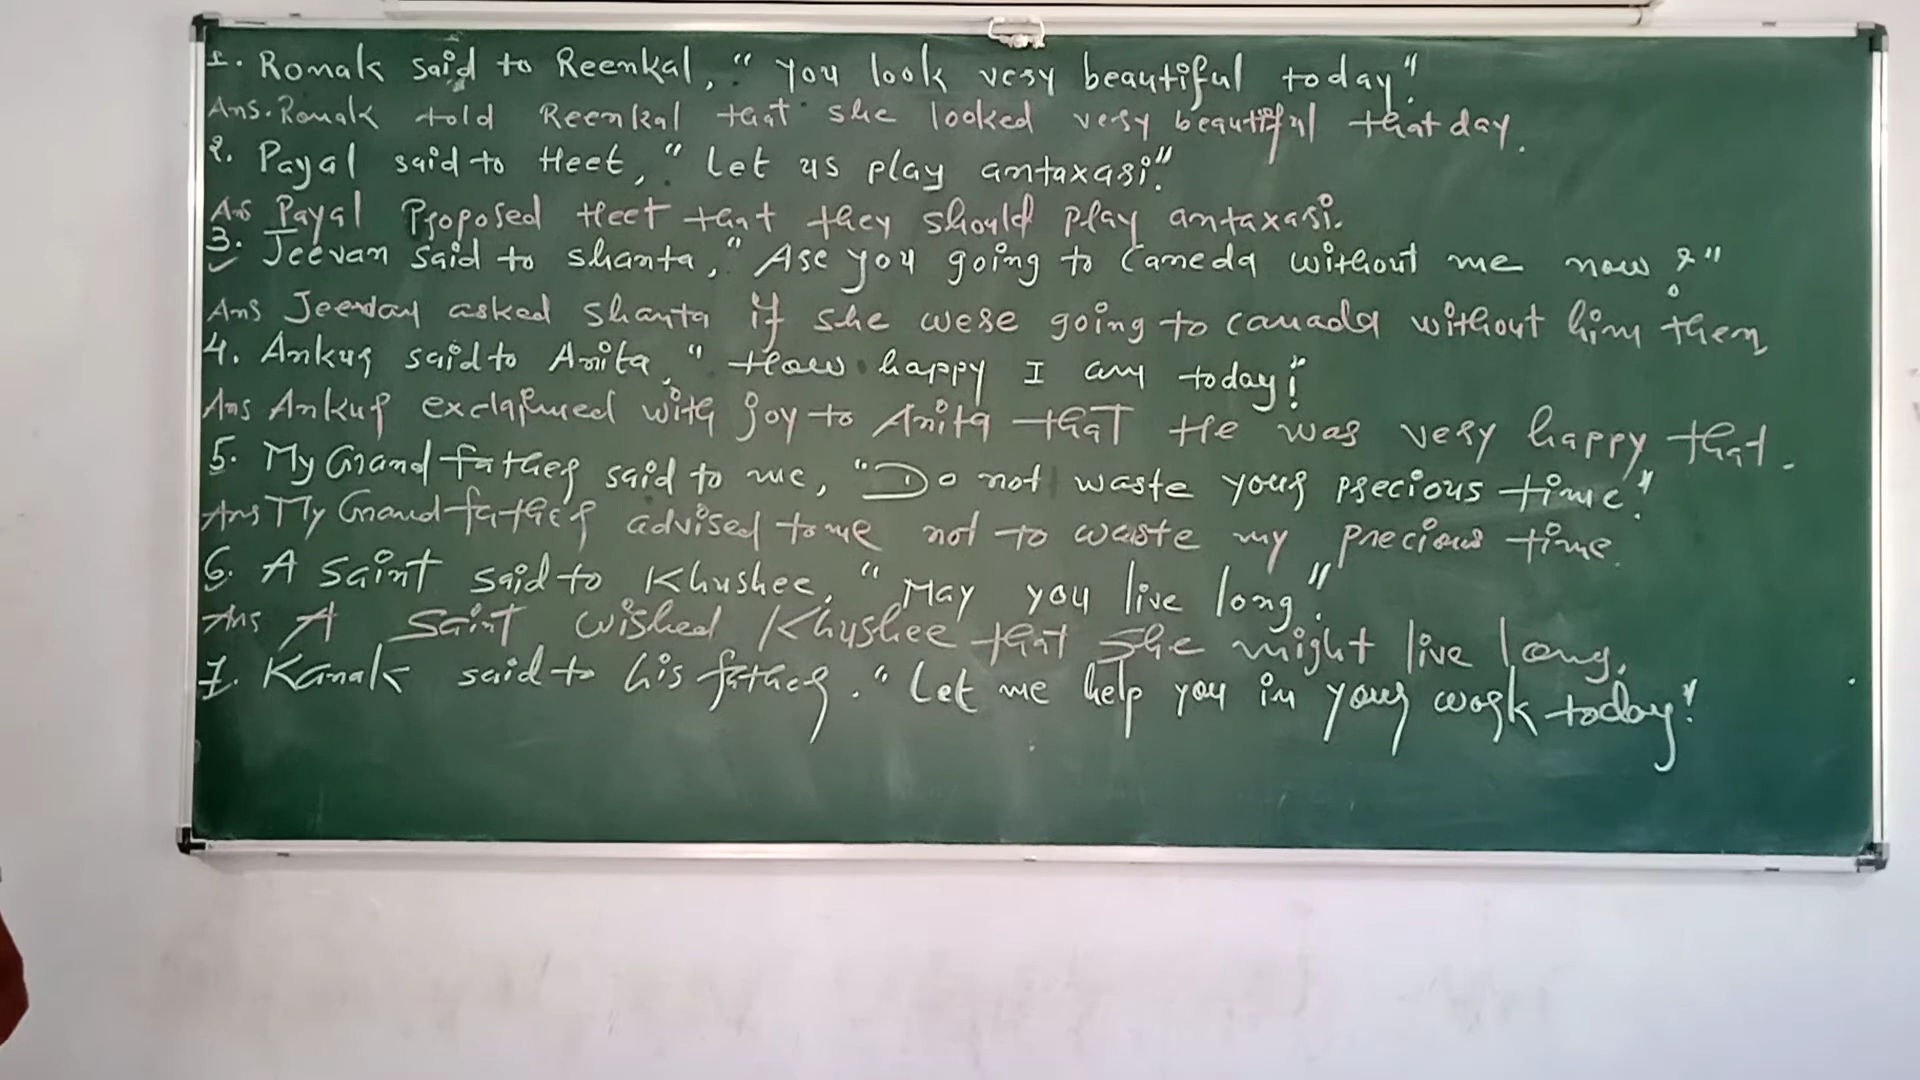 1. Ronak said to Reenkal, "You look very beautiful today".
Ans. Ronak told Reenkal that she looked very beautiful that day.
2. Payal said to Heet, "Let us play antaxasi".
Ans Payal Proposed Heet that they should play antaxasi.
3. Jeevan said to shanta, "Are you going to Caneda without me now?"
Ans Jeevan asked Shanta if she were going to Canada without him then
4. Ankur said to Anita, "How happy I am today!"
Ans Ankur exclaimed with joy to Anita that He was very happy that.
5. My Grand father said to me, "Do not waste your precious time".
Ans My Grand father advised to me not to waste my precious time.
6. A saint said to Khushee, "May you live long".
Ans A saint wished Khushee that she might live long.
7. Kanak said to his father. "Let me help you in your work today!"